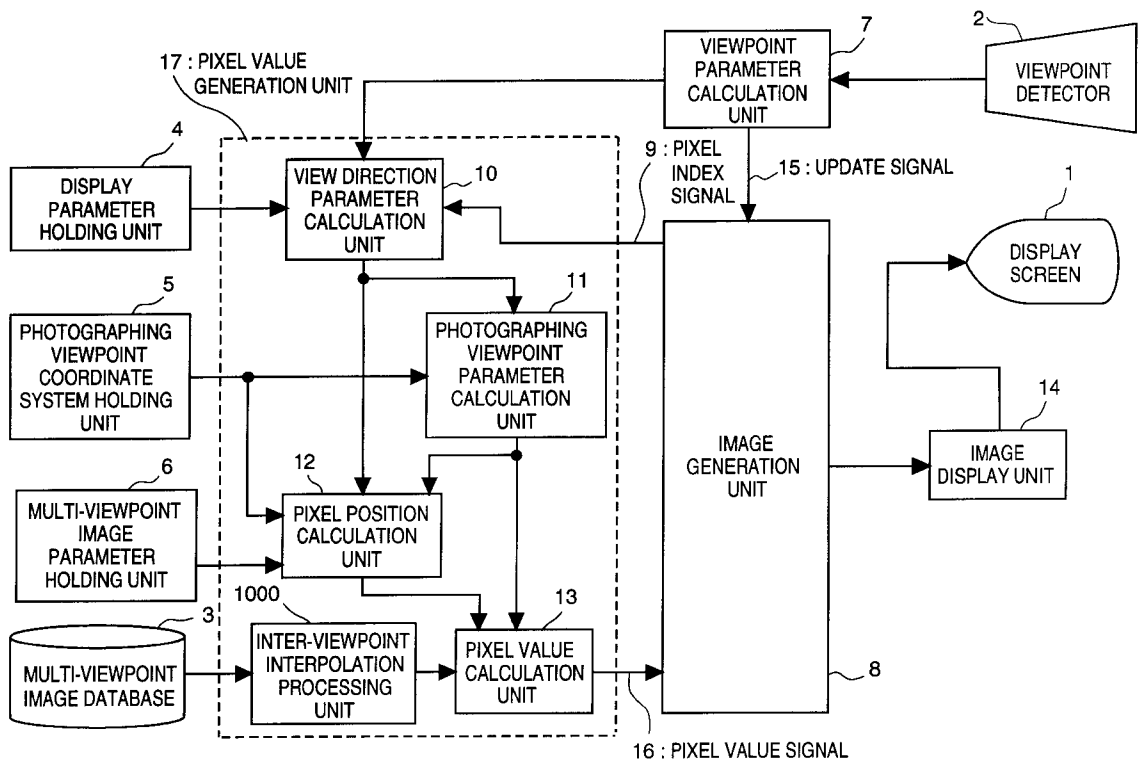 2
VIEWPOINT
DETECTOR
7
VIEWPOINT
PARAMETER
CALCULATION
UNIT
17 : PIXEL VALUE
GENERATION UNIT
4
DISPLAY
PARAMETER
HOLDING UNIT
10
VIEW DIRECTION
PARAMETER
CALCULATION
UNIT
9 : PIXEL
INDEX
SIGNAL
15 : UPDATE SIGNAL
1
DISPLAY
SCREEN
5
PHOTOGRAPHING
VIEWPOINT
COORDINATE
SYSTEM HOLDING
UNIT
11
PHOTOGRAPHING
VIEWPOINT
PARAMETER
CALCULATION
UNIT
IMAGE
GENERATION
UNIT
8
14
IMAGE
DISPLAY UNIT
6
MULTI-VIEWPOINT
IMAGE
PARAMETER
HOLDING UNIT
12
PIXEL POSITION
CALCULATION
UNIT
3
MULTI-VIEWPOINT
IMAGE DATABASE
1000
INTER-VIEWPOINT
INTERPOLATION
PROCESSING
UNIT
13
PIXEL VALUE
CALCULATION
UNIT
16 : PIXEL VALUE SIGNAL